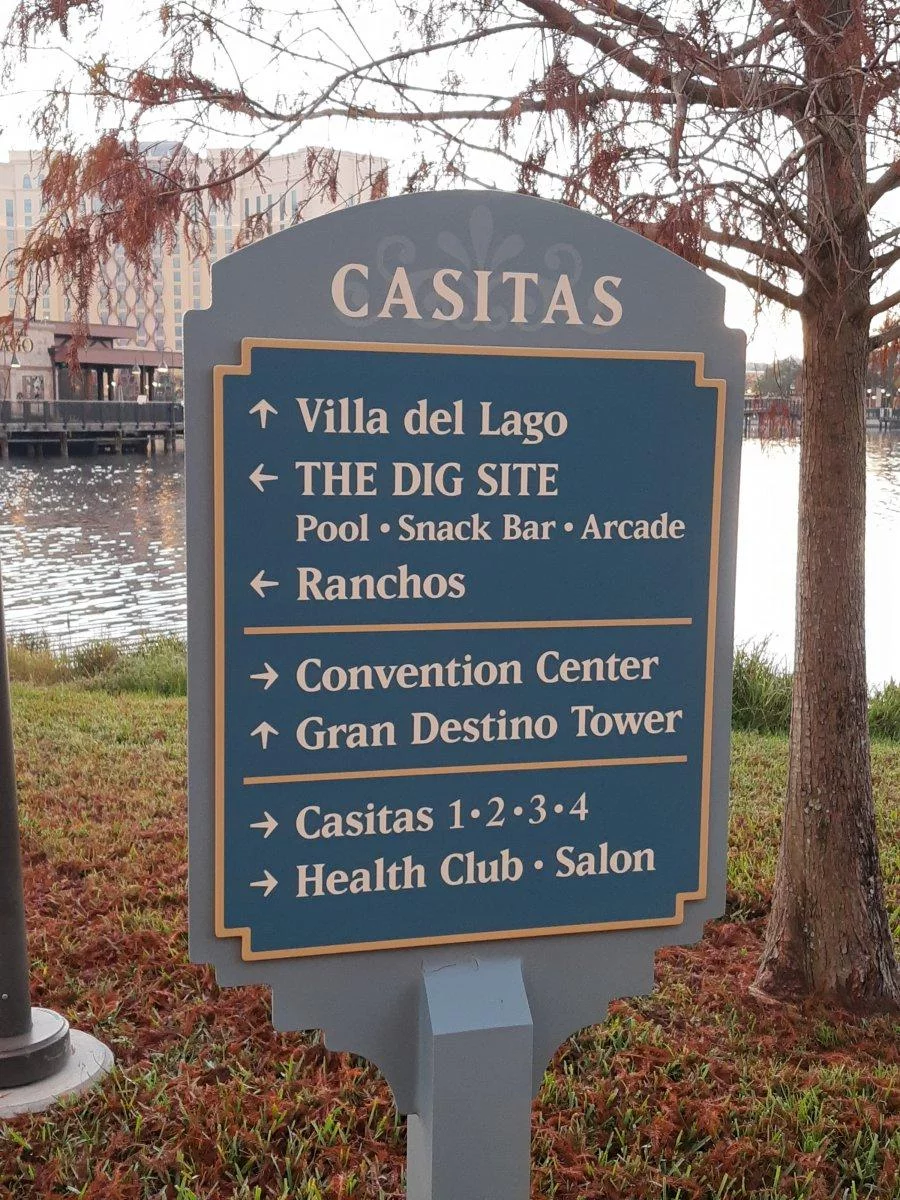 CASITAS
↑ Villa del Lago
← THE DIG SITE
Pool • Snack Bar • Arcade
← Ranchos
→ Convention Center
↑ Gran Destino Tower
→ Casitas 1•2•3•4
→ Health Club • Salon